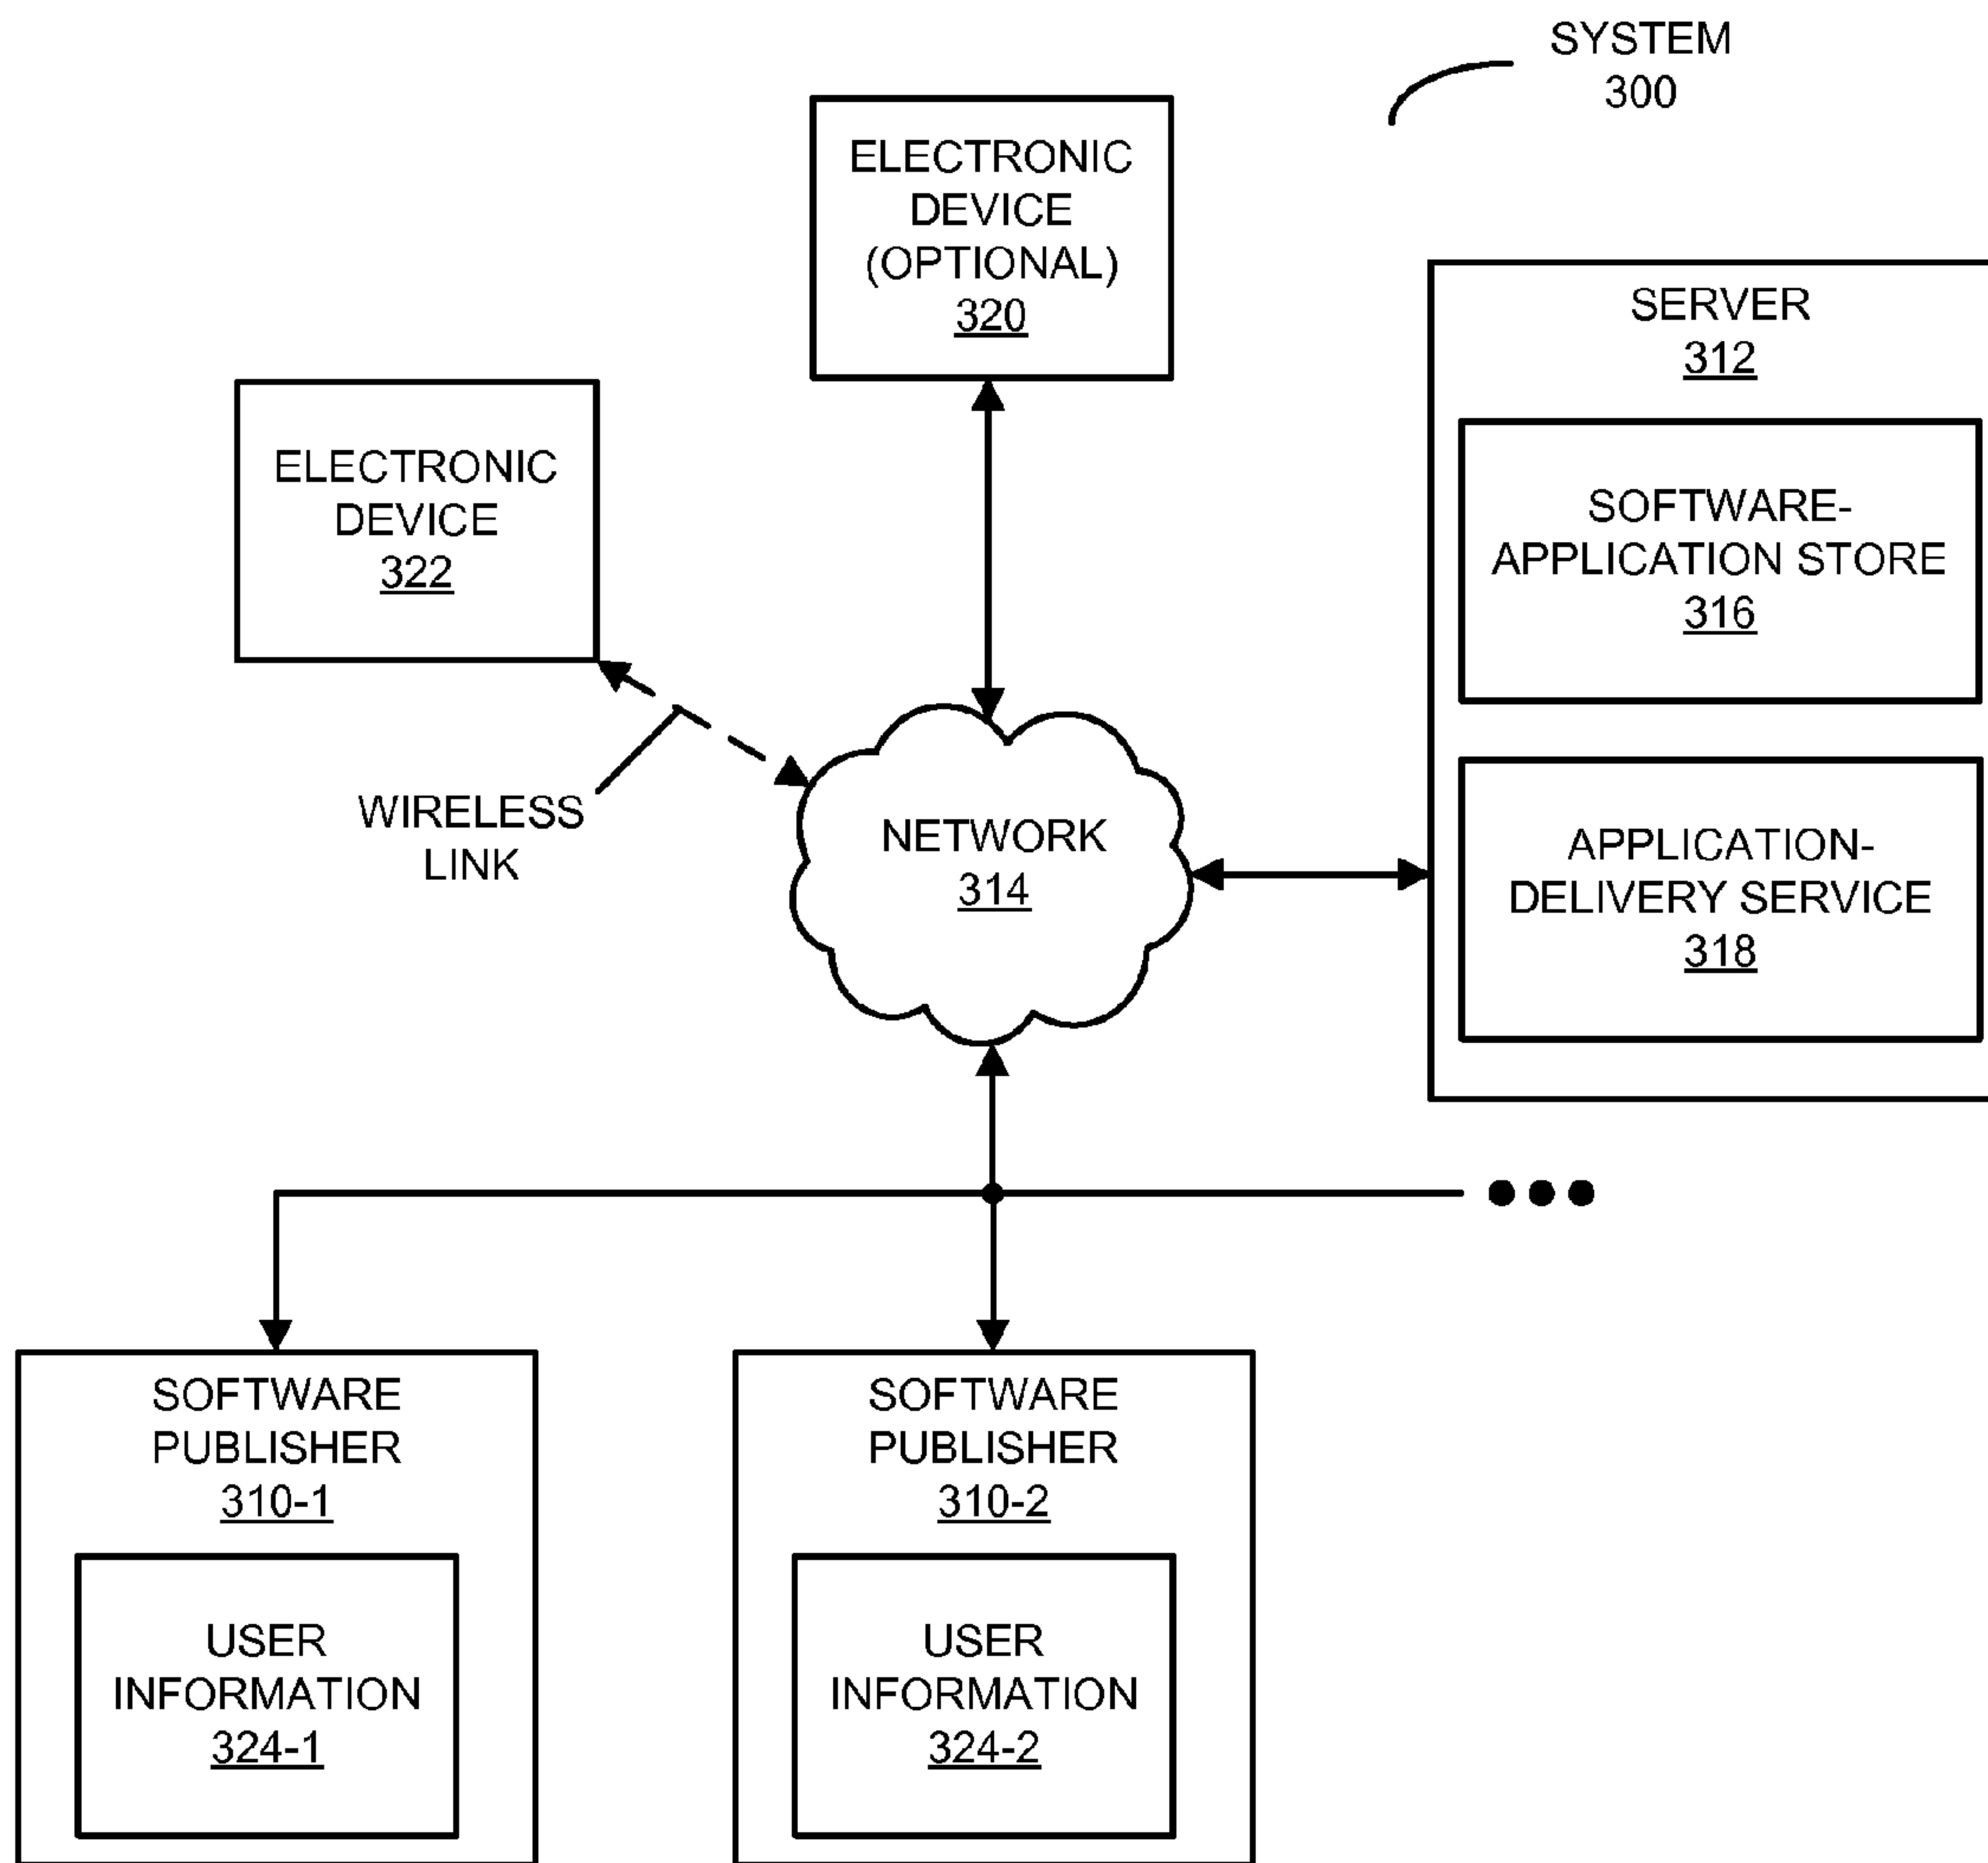 SYSTEM
300
ELECTRONIC
DEVICE
(OPTIONAL)
320
SERVER
312
ELECTRONIC
DEVICE
322
SOFTWARE-
APPLICATION STORE
316
WIRELESS
LINK
NETWORK
314
APPLICATION-
DELIVERY SERVICE
318
SOFTWARE
PUBLISHER
310-1
USER
INFORMATION
324-1
SOFTWARE
PUBLISHER
310-2
USER
INFORMATION
324-2